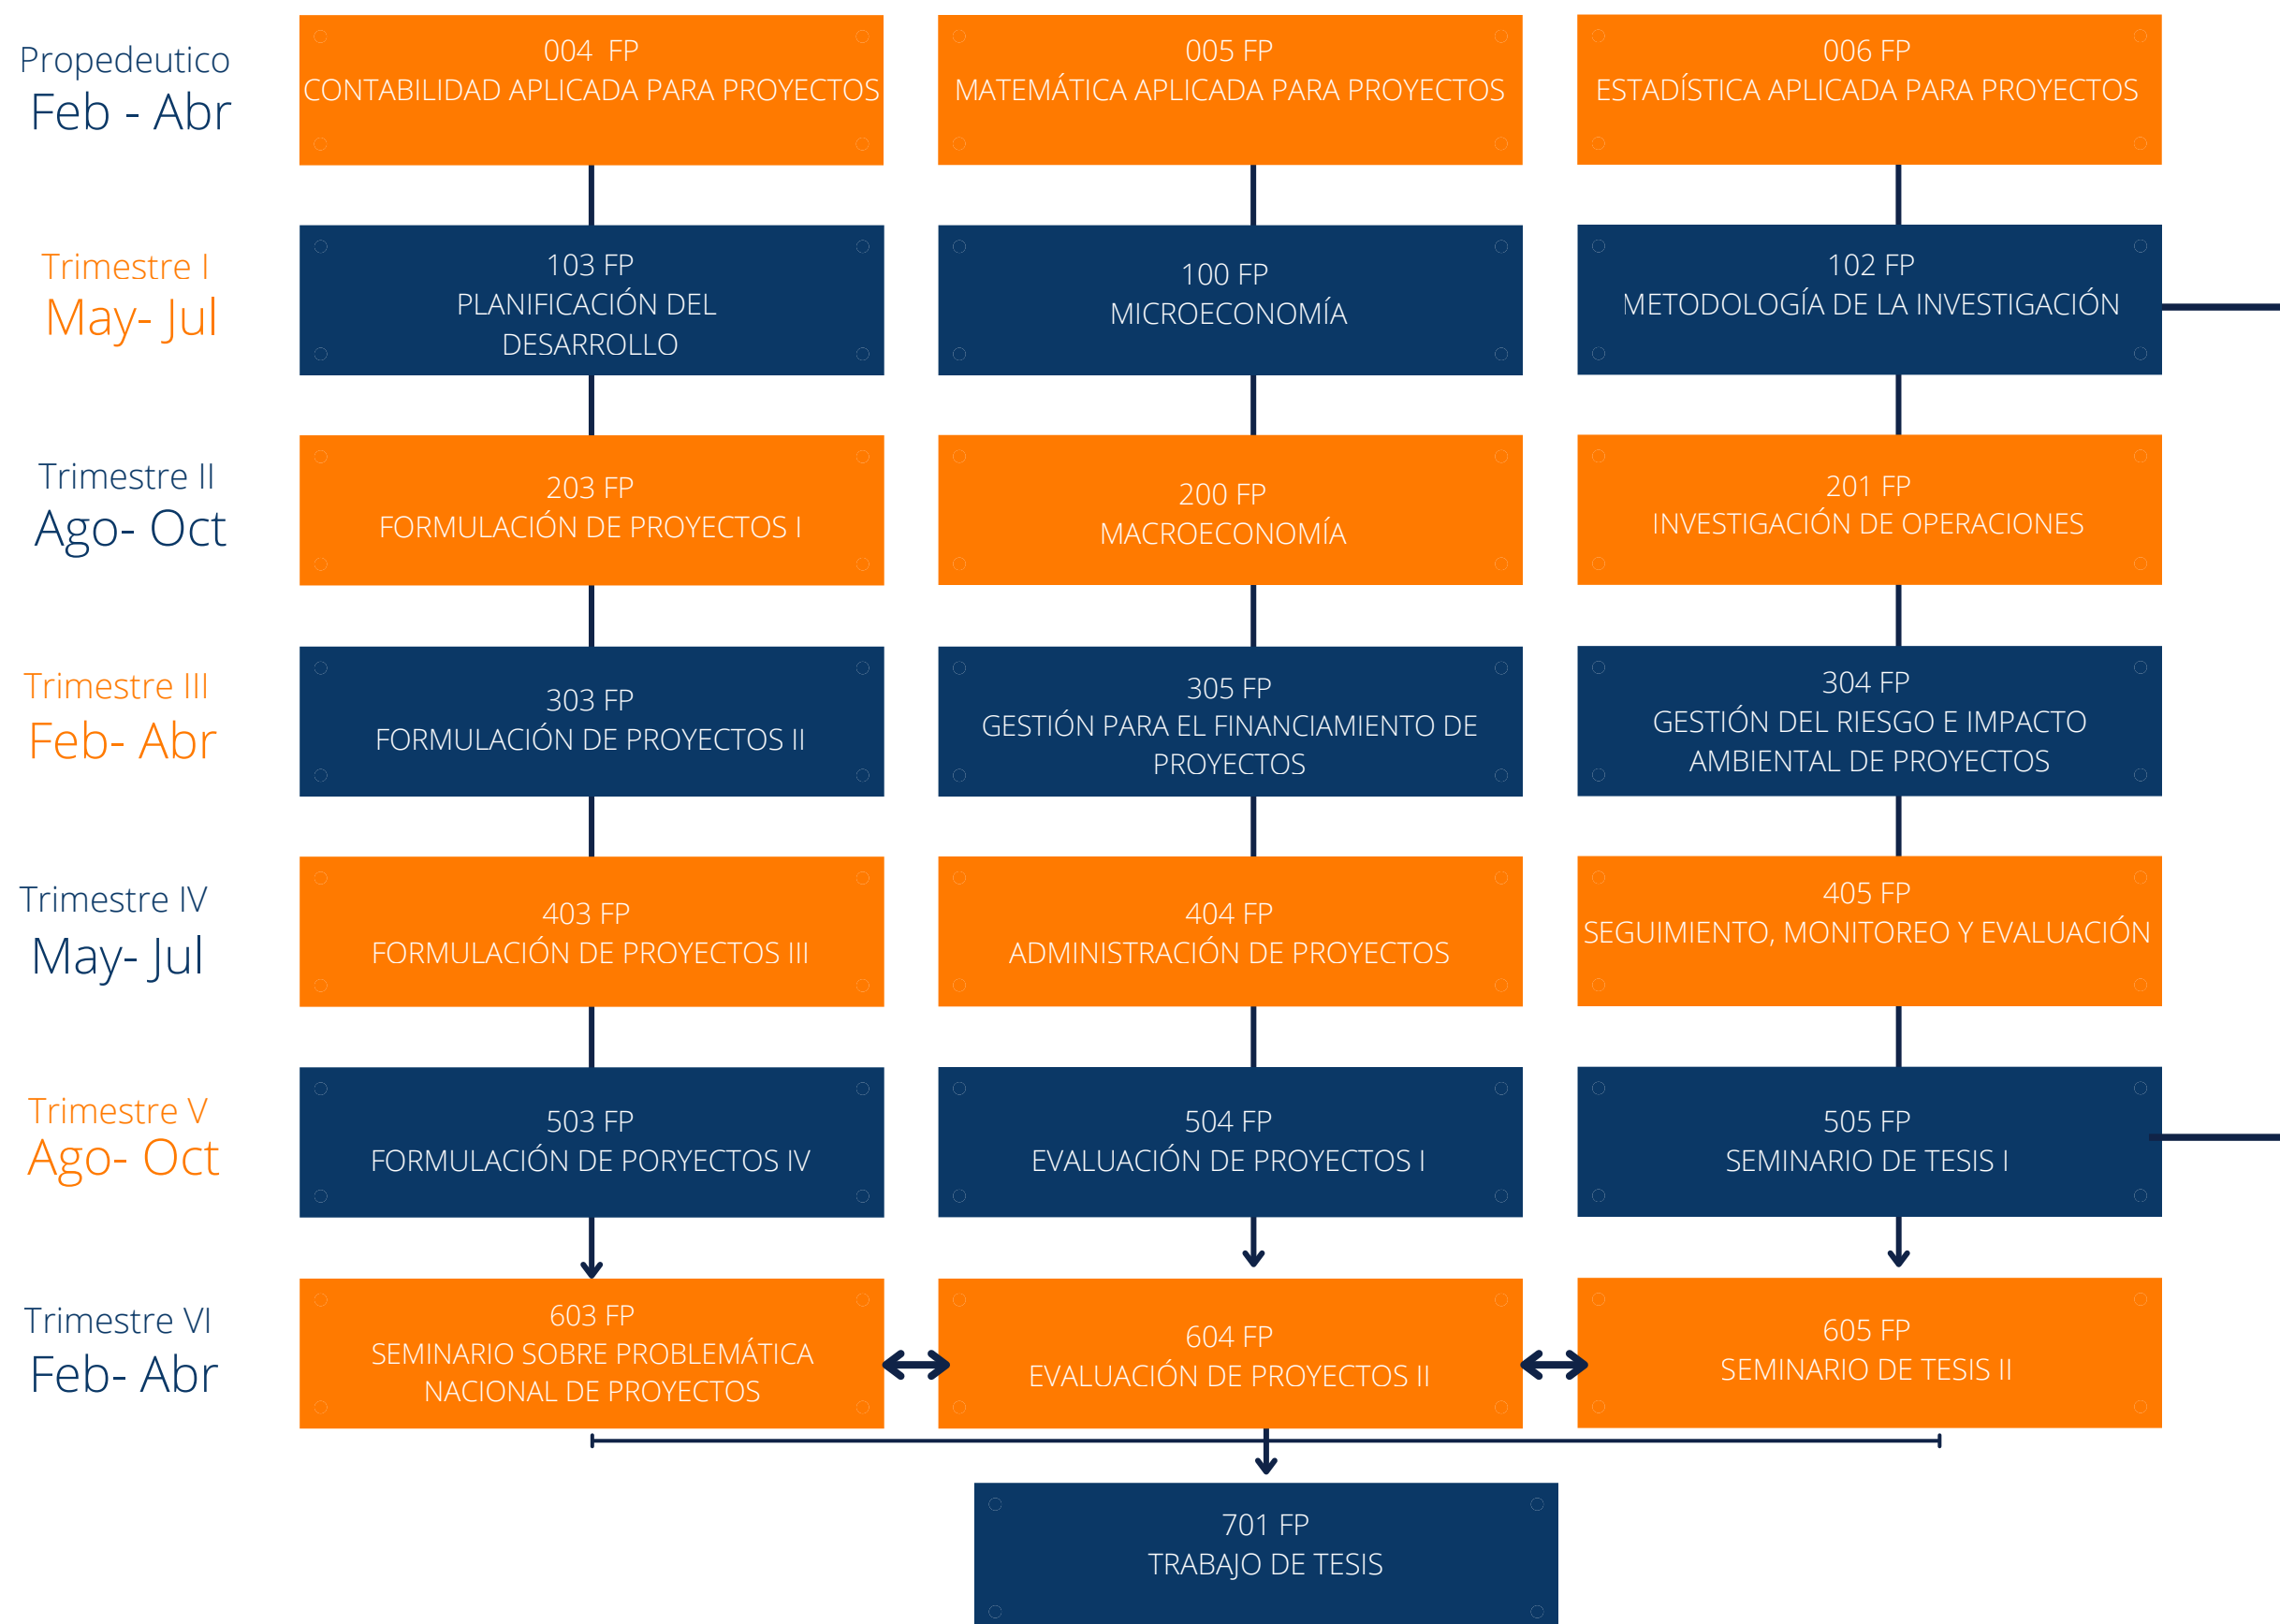 Propedeutico
Feb - Abr
004 FP
CONTABILIDAD APLICADA PARA PROYECTOS
005 FP
MATEMÁTICA APLICADA PARA PROYECTOS
006 FP
ESTADÍSTICA APLICADA PARA PROYECTOS
Trimestre I
May- Jul
103 FP
PLANIFICACIÓN DEL
DESARROLLO
100 FP
MICROECONOMÍA
102 FP
METODOLOGÍA DE LA INVESTIGACIÓN
Trimestre II
Ago- Oct
203 FP
FORMULACIÓN DE PROYECTOS I
200 FP
MACROECONOMÍA
201 FP
INVESTIGACIÓN DE OPERACIONES
Trimestre III
Feb- Abr
303 FP
FORMULACIÓN DE PROYECTOS II
305 FP
GESTIÓN PARA EL FINANCIAMIENTO DE
PROYECTOS
304 FP
GESTIÓN DEL RIESGO E IMPACTO
AMBIENTAL DE PROYECTOS
Trimestre IV
May- Jul
403 FP
FORMULACIÓN DE PROYECTOS III
404 FP
ADMINISTRACIÓN DE PROYECTOS
405 FP
SEGUIMIENTO, MONITOREO Y EVALUACIÓN
Trimestre V
Ago- Oct
503 FP
FORMULACIÓN DE PORYECTOS IV
504 FP
EVALUACIÓN DE PROYECTOS I
505 FP
SEMINARIO DE TESIS I
Trimestre VI
Feb- Abr
603 FP
SEMINARIO SOBRE PROBLEMÁTICA
NACIONAL DE PROYECTOS
604 FP
EVALUACIÓN DE PROYECTOS II
605 FP
SEMINARIO DE TESIS II
701 FP
TRABAJO DE TESIS